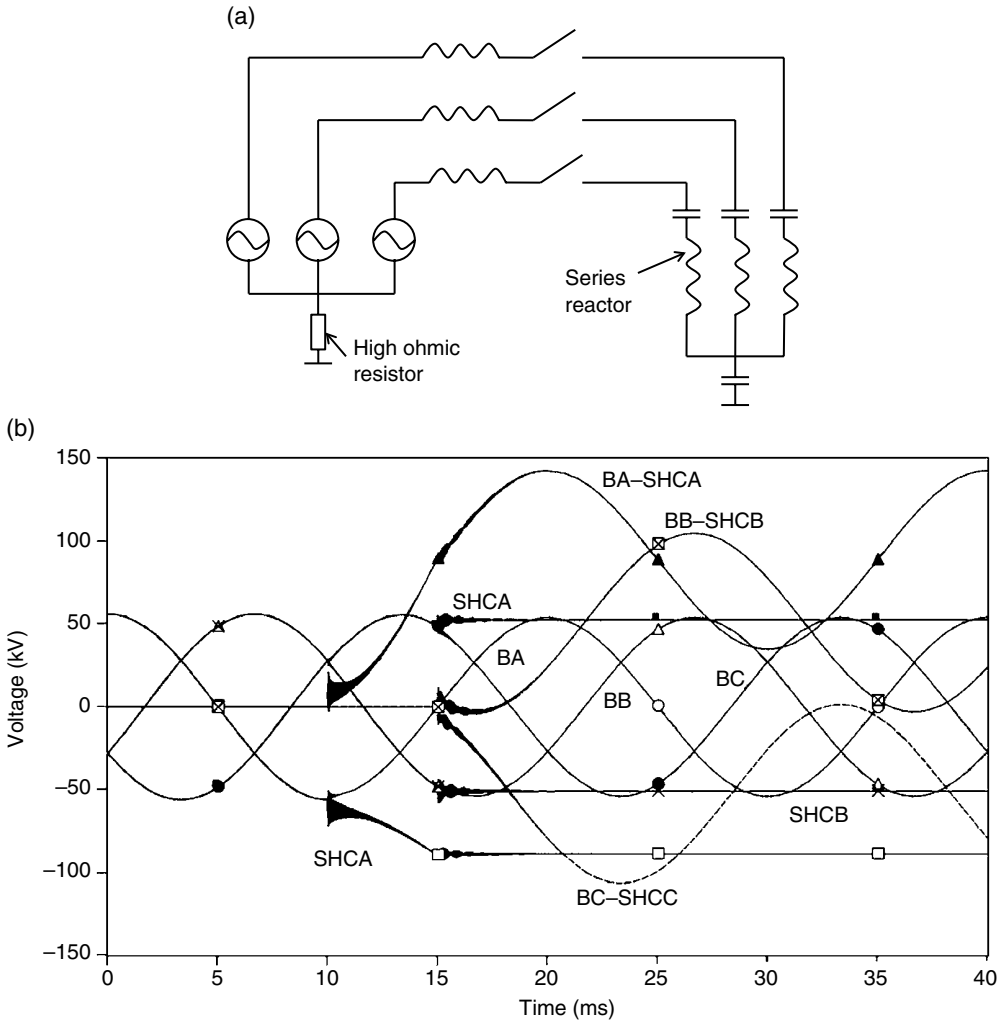 (a)
Series
reactor
High ohmic
resistor
(b)
150
100
50
0
−50
−100
−150
Voltage (kV)
BA–SHCA
BB–SHCB
SHCA
BA
BB
BC
SHCB
SHCA
BC–SHCC
0
5
10
15
20
25
30
35
40
Time (ms)